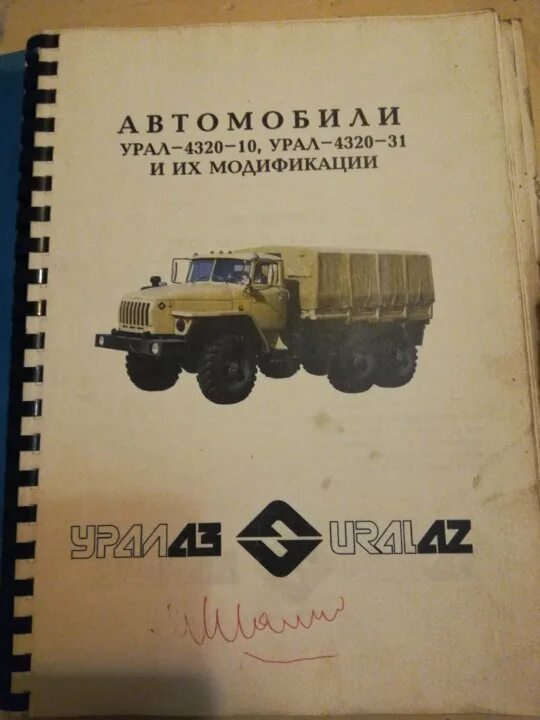 АВТОМОБИЛИ
УРАЛ-4320-10, УРАЛ-4320-31
И ИХ МОДИФИКАЦИИ
УРАЛАЗ URALAZ